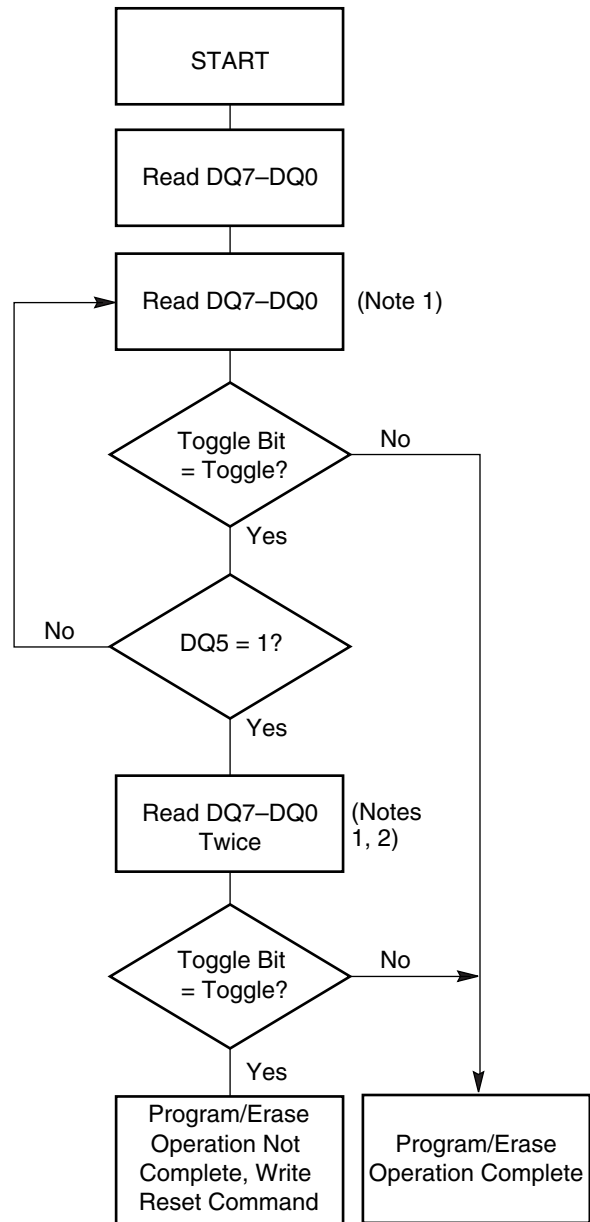 START
Read DQ7–DQ0
Read DQ7–DQ0
(Note 1)
Toggle Bit
= Toggle?
No
Yes
No
DQ5 = 1?
Yes
Read DQ7–DQ0
Twice
(Notes
1, 2)
Toggle Bit
= Toggle?
No
Yes
Program/Erase
Operation Not
Complete, Write
Reset Command
Program/Erase
Operation Complete